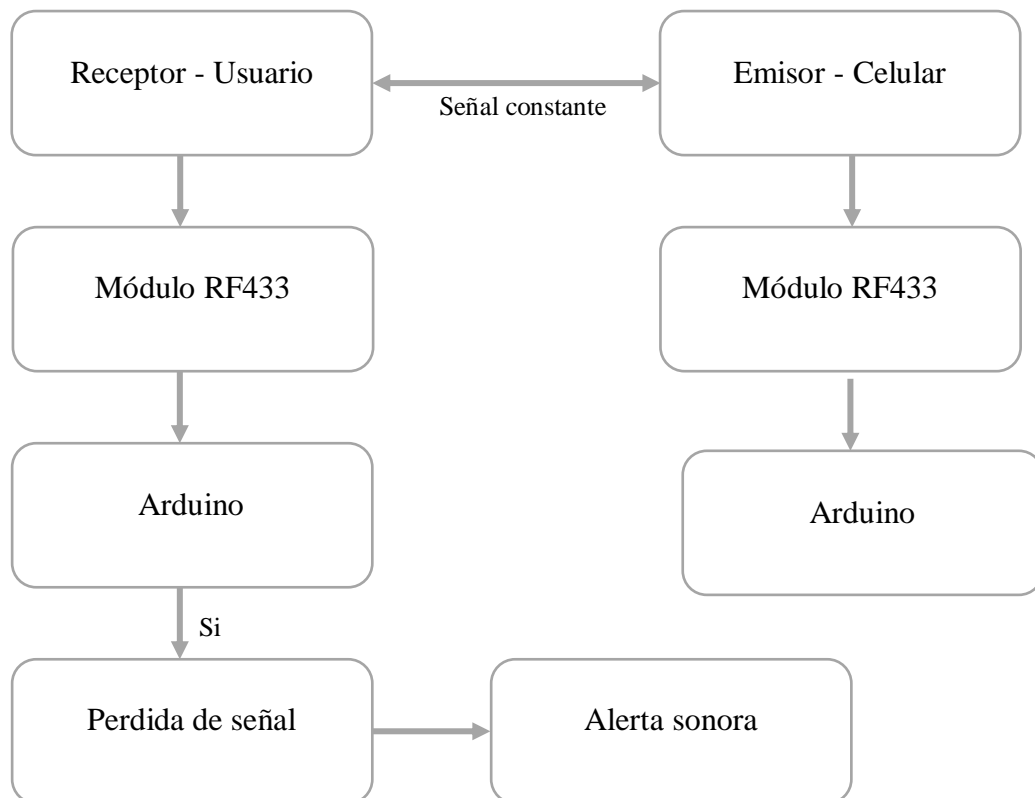 Receptor - Usuario
Emisor - Celular
Señal constante
Módulo RF433
Módulo RF433
Arduino
Arduino
Si
Perdida de señal
Alerta sonora